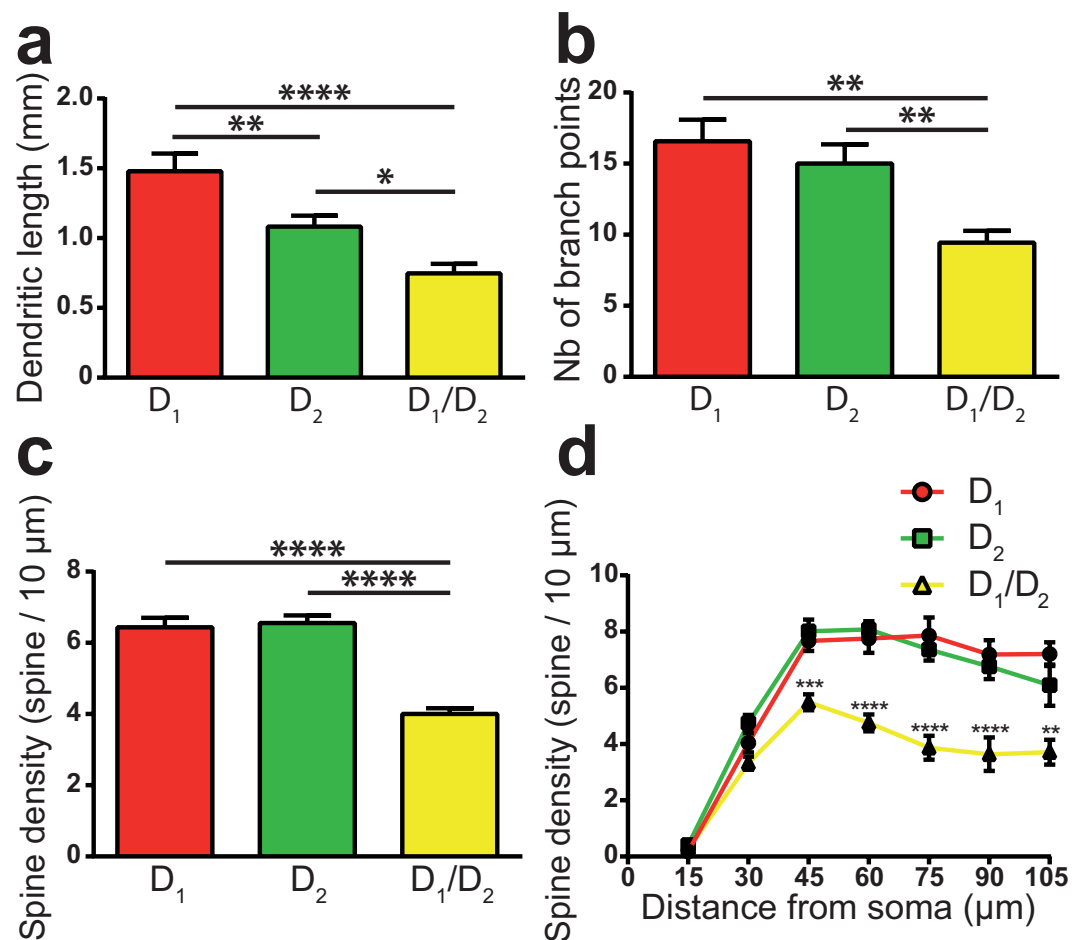 a
Dendritic length (mm)
2.0
1.5
1.0
0.5
0
****
**
*
D₁
D₂
D₁/D₂
b
Nb of branch points
20
15
10
5
0
**
**
D₁
D₂
D₁/D₂
c
Spine density (spine / 10 µm)
8
6
4
2
0
****
****
D₁
D₂
D₁/D₂
d
D₁
D₂
D₁/D₂
Spine density (spine / 10 µm)
10
8
6
4
2
0
***
****
****
****
**
0 15 30 45 60 75 90 105
Distance from soma (µm)